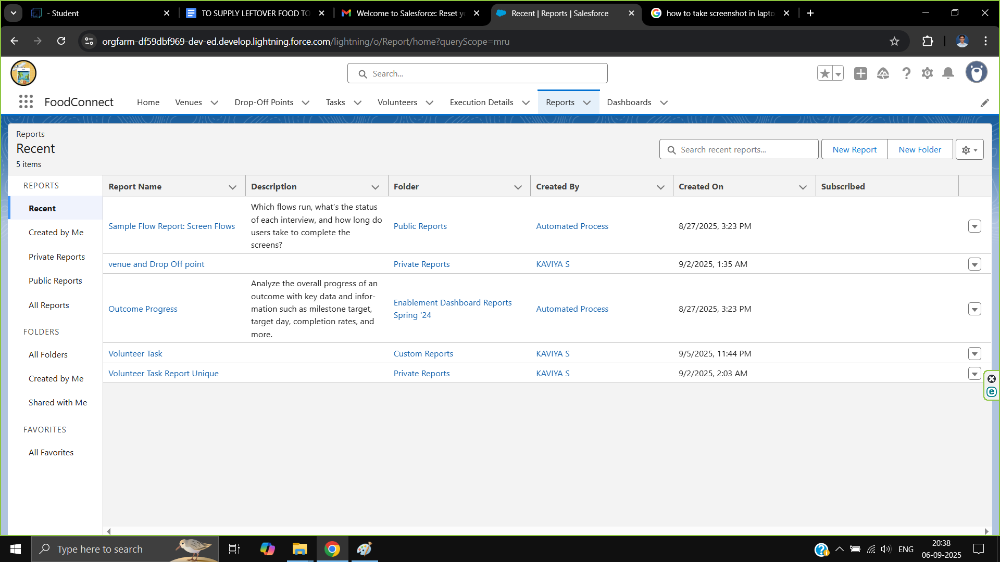 - Student
TO SUPPLY LEFTOVER FOOD TO
Welcome to Salesforce: Reset y
Recent | Reports | Salesforce
how to take screenshot in lapto
orgfarm-df59dbf969-dev-ed.develop.lightning.force.com/lightning/o/Report/home?queryScope=mru
Search...
FoodConnect
Home
Venues
Drop-Off Points
Tasks
Volunteers
Execution Details
Reports
Dashboards
Reports
Recent
5 items
Search recent reports...
New Report
New Folder
REPORTS
Recent
Created by Me
Private Reports
Public Reports
All Reports
FOLDERS
All Folders
Created by Me
Shared with Me
FAVORITES
All Favorites
Report Name
Description
Folder
Created By
Created On
Subscribed
Sample Flow Report: Screen Flows
Which flows run, what's the status
of each interview, and how long do
users take to complete the
screens?
Public Reports
Automated Process
8/27/2025, 3:23 PM
venue and Drop Off point
Private Reports
KAVIYA S
9/2/2025, 1:35 AM
Outcome Progress
Analyze the overall progress of an
outcome with key data and infor-
mation such as milestone target,
target day, completion rates, and
more.
Enablement Dashboard Reports
Spring '24
Automated Process
8/27/2025, 3:23 PM
Volunteer Task
Custom Reports
KAVIYA S
9/5/2025, 11:44 PM
Volunteer Task Report Unique
Private Reports
KAVIYA S
9/2/2025, 2:03 AM
Type here to search
ENG
20:38
06-09-2025